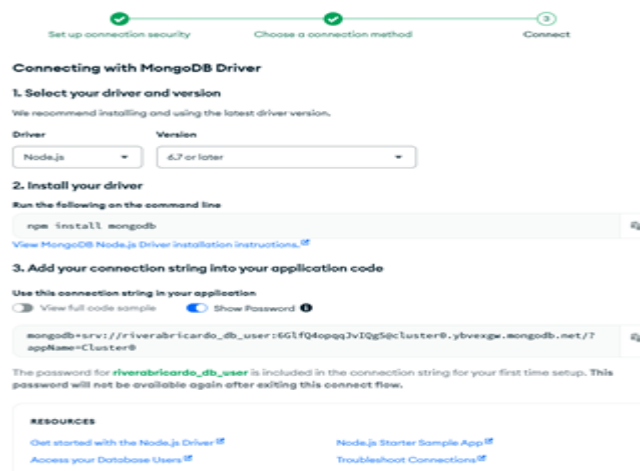 3
Set up connection security
Choose a connection method
Connect
Connecting with MongoDB Driver
1. Select your driver and version
We recommend installing and using the latest driver version.
Driver
Version
Node.js
6.7 or later
2. Install your driver
Run the following on the command line
npm install mongodb
View MongoDB Node.js Driver installation instructions.
3. Add your connection string into your application code
Use this connection string in your application
View full code sample
Show Password
mongodb+srv://riverabricardo_db_user:6GlfQ4opqqJvIQg5@cluster0.ybvexgw.mongodb.net/?
appName=Cluster0
The password for riverabricardo_db_user is included in the connection string for your first time setup. This
password will not be available again after exiting this connect flow.
RESOURCES
Get started with the Node.js Driver
Node.js Starter Sample App
Access your Database Users
Troubleshoot Connections